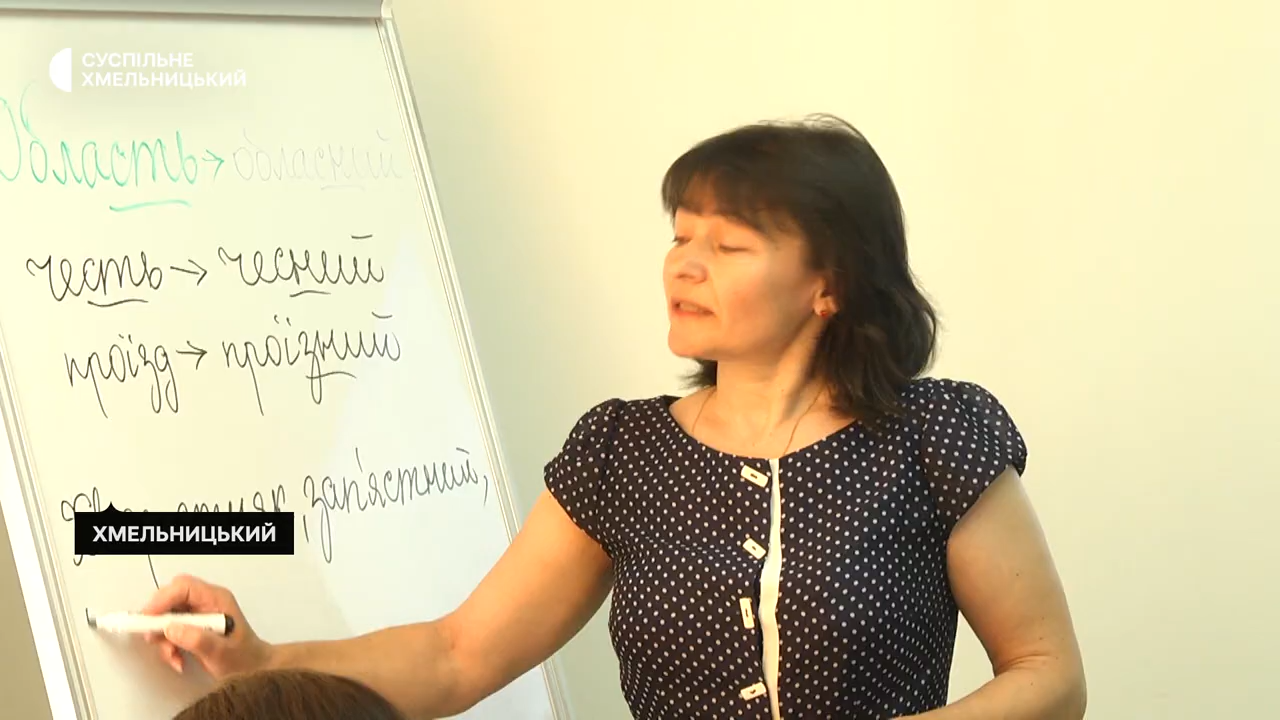 СУСПІЛЬНЕ
ХМЕЛЬНИЦЬКИЙ
Область → обласний
честь → чесний
проїзд → проїзний
, зап'ястний,
ХМЕЛЬНИЦЬКИЙ